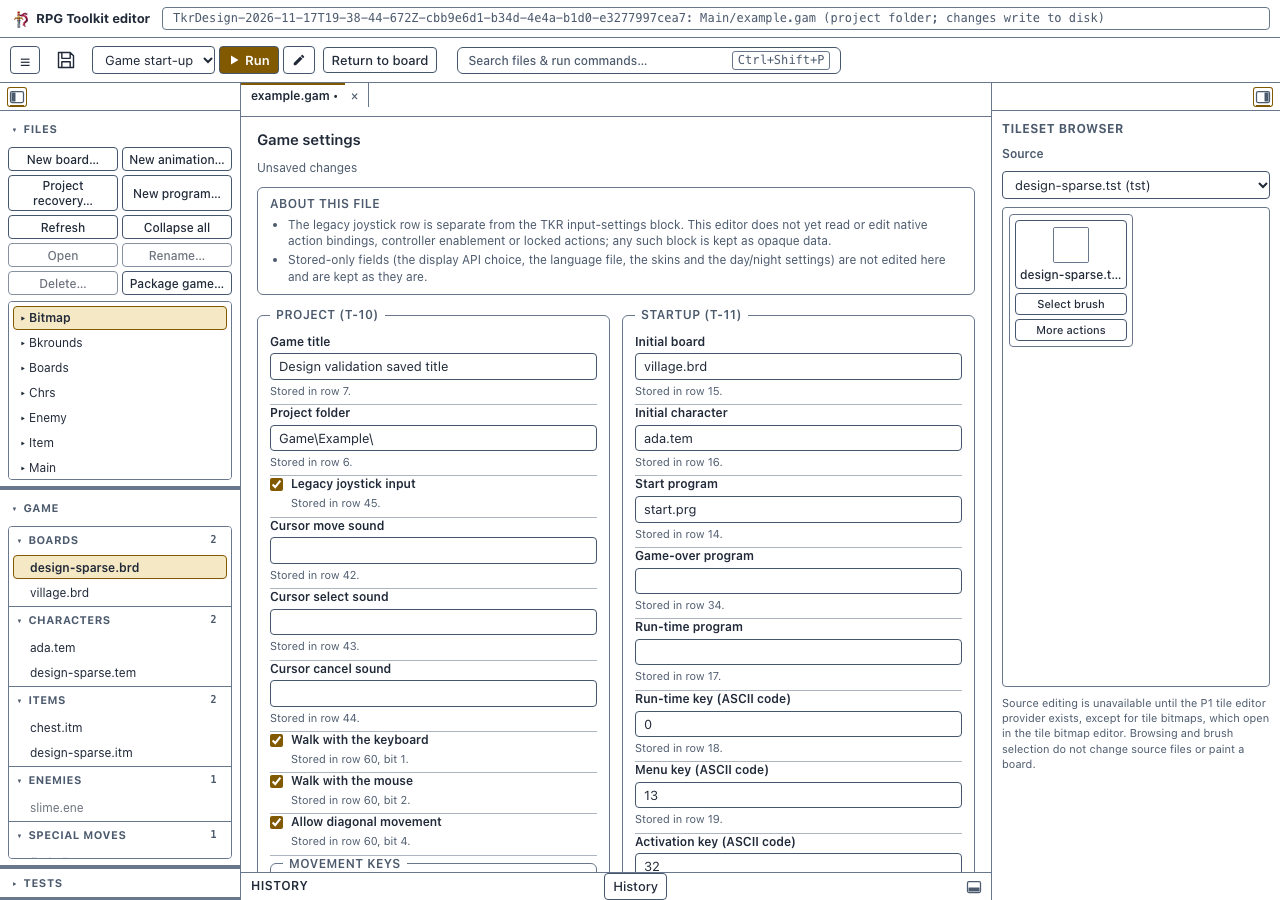 RPG Toolkit editor
TkrDesign-2026-11-17T19-38-44-672Z-cbb9e6d1-b34d-4e4a-b1d0-e3277997cea7: Main/example.gam (project folder; changes write to disk)
Game start-up
Run
Return to board
Search files & run commands...
Ctrl+Shift+P
FILES
New board...
New animation...
Project recovery...
New program...
Refresh
Collapse all
Open
Rename...
Delete...
Package game...
Bitmap
Bkrounds
Boards
Chrs
Enemy
Item
Main
GAME
BOARDS 2
design-sparse.brd
village.brd
CHARACTERS 2
ada.tem
design-sparse.tem
ITEMS 2
chest.itm
design-sparse.itm
ENEMIES 1
slime.ene
SPECIAL MOVES 1
TESTS
example.gam • ×
Game settings
Unsaved changes
ABOUT THIS FILE
• The legacy joystick row is separate from the TKR input-settings block. This editor does not yet read or edit native
action bindings, controller enablement or locked actions; any such block is kept as opaque data.
• Stored-only fields (the display API choice, the language file, the skins and the day/night settings) are not edited here
and are kept as they are.
PROJECT (T-10)
Game title
Design validation saved title
Stored in row 7.
Project folder
Game\Example\
Stored in row 6.
Legacy joystick input
Stored in row 45.
Cursor move sound
Stored in row 42.
Cursor select sound
Stored in row 43.
Cursor cancel sound
Stored in row 44.
Walk with the keyboard
Stored in row 60, bit 1.
Walk with the mouse
Stored in row 60, bit 2.
Allow diagonal movement
Stored in row 60, bit 4.
MOVEMENT KEYS
STARTUP (T-11)
Initial board
village.brd
Stored in row 15.
Initial character
ada.tem
Stored in row 16.
Start program
start.prg
Stored in row 14.
Game-over program
Stored in row 34.
Run-time program
Stored in row 17.
Run-time key (ASCII code)
0
Stored in row 18.
Menu key (ASCII code)
13
Stored in row 19.
Activation key (ASCII code)
32
HISTORY
History
TILESET BROWSER
Source
design-sparse.tst (tst)
design-sparse.t...
Select brush
More actions
Source editing is unavailable until the P1 tile editor
provider exists, except for tile bitmaps, which open
in the tile bitmap editor. Browsing and brush
selection do not change source files or paint a
board.